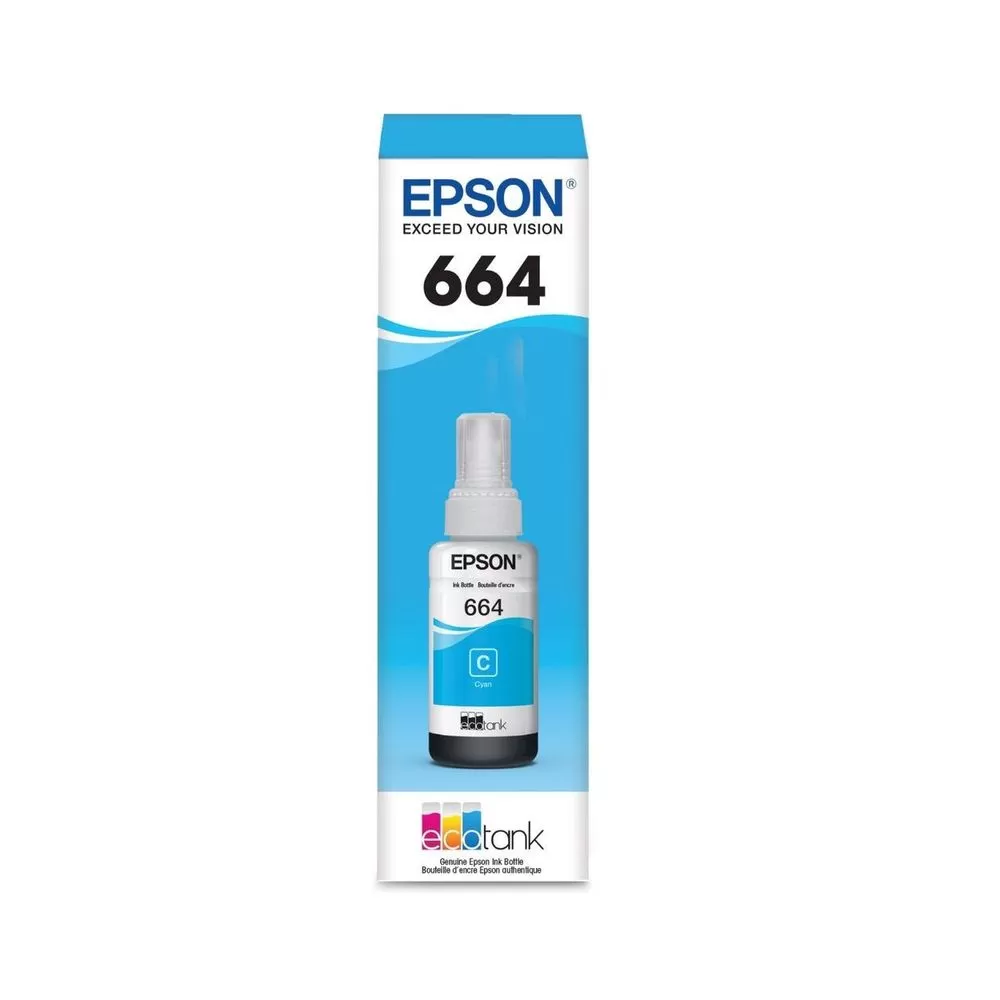 EPSON®
EXCEED YOUR VISION
664
EPSON®
Ink Bottle Bouteille d'encre
664
C
Cyan
ecotank
ecotank
Genuine Epson Ink Bottle
Bouteille d'encre Epson authentique